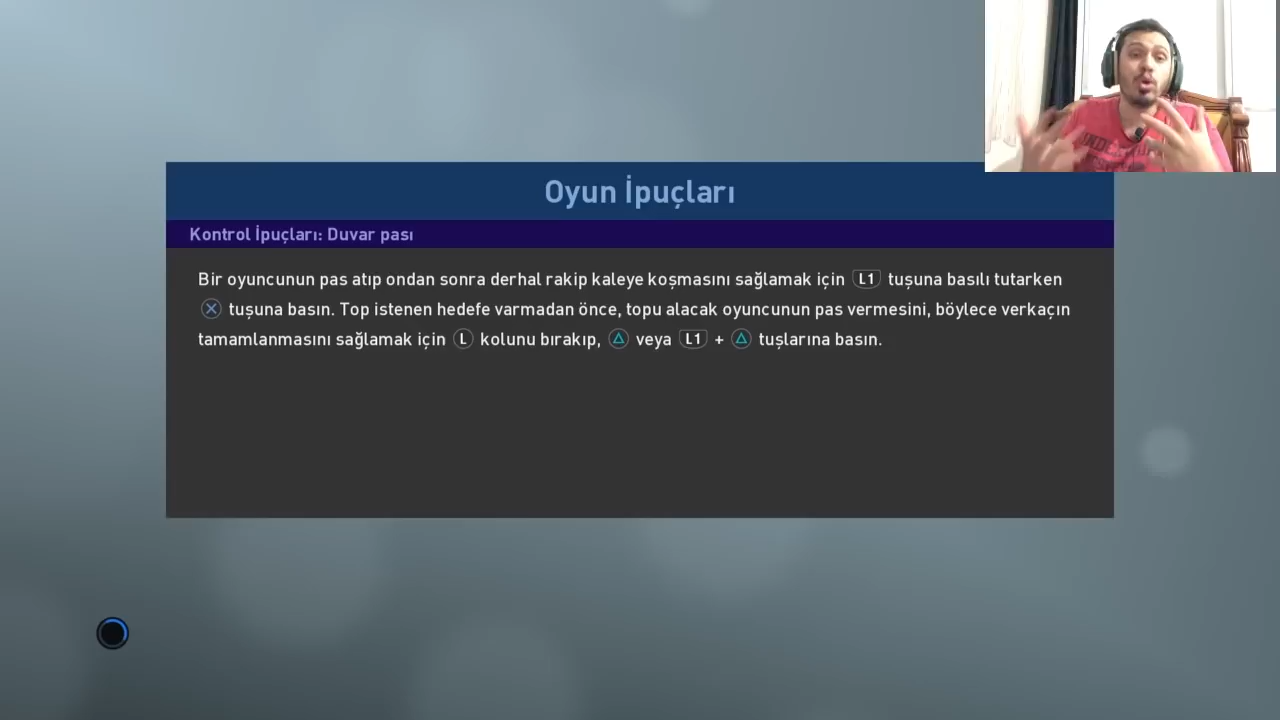 Oyun İpuçları
Kontrol İpuçları: Duvar pası
Bir oyuncunun pas atıp ondan sonra derhal rakip kaleye koşmasını sağlamak için L1 tuşuna basılı tutarken
tuşuna basın. Top istenen hedefe varmadan önce, topu alacak oyuncunun pas vermesini, böylece verkaçın
tamamlanmasını sağlamak için L kolunu bırakıp, △ veya L1 + △ tuşlarına basın.